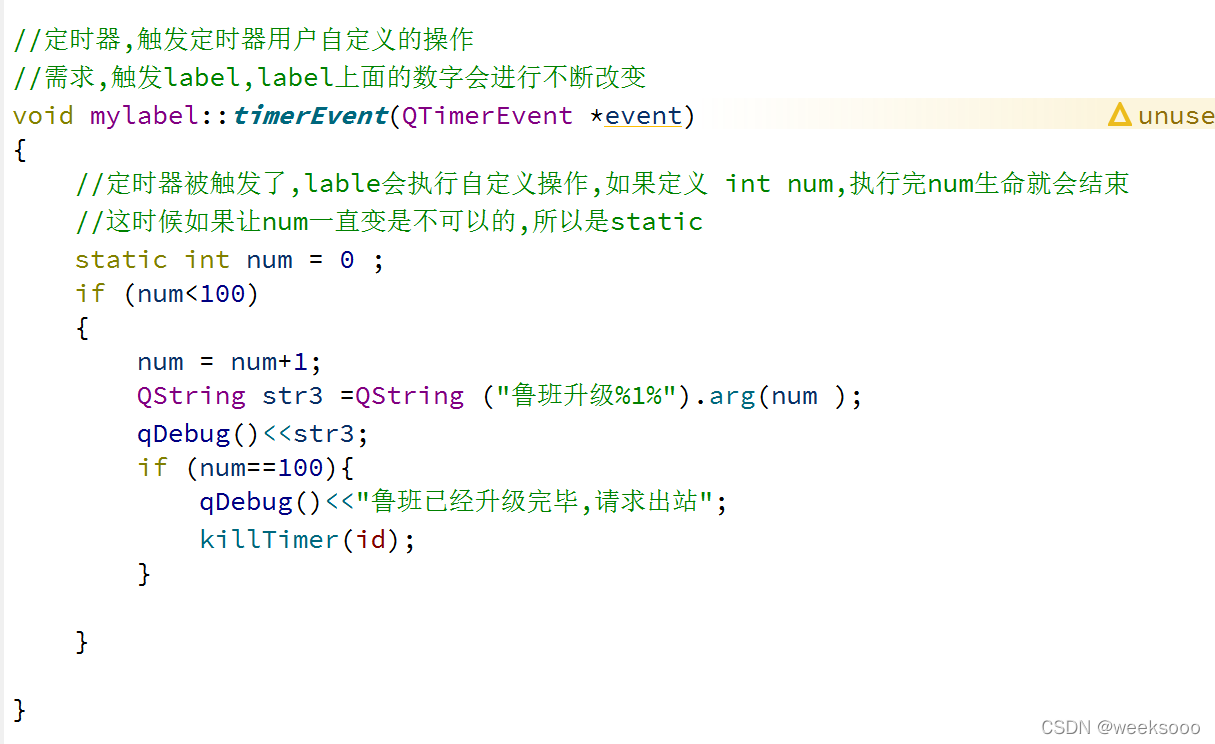 //定时器,触发定时器用户自定义的操作
//需求,触发label,label上面的数字会进行不断改变
void mylabel::timerEvent(QTimerEvent *event) unuse
{
//定时器被触发了,lable会执行自定义操作,如果定义 int num,执行完num生命就会结束
//这时候如果让num一直变是不可以的,所以是static
static int num = 0 ;
if (num<100)
{
num = num+1;
QString str3 =QString ("鲁班升级%1%").arg(num );
qDebug()<<str3;
if (num==100){
qDebug()<<"鲁班已经升级完毕,请求出站";
killTimer(id);
}
}
}
CSDN @weeksooo